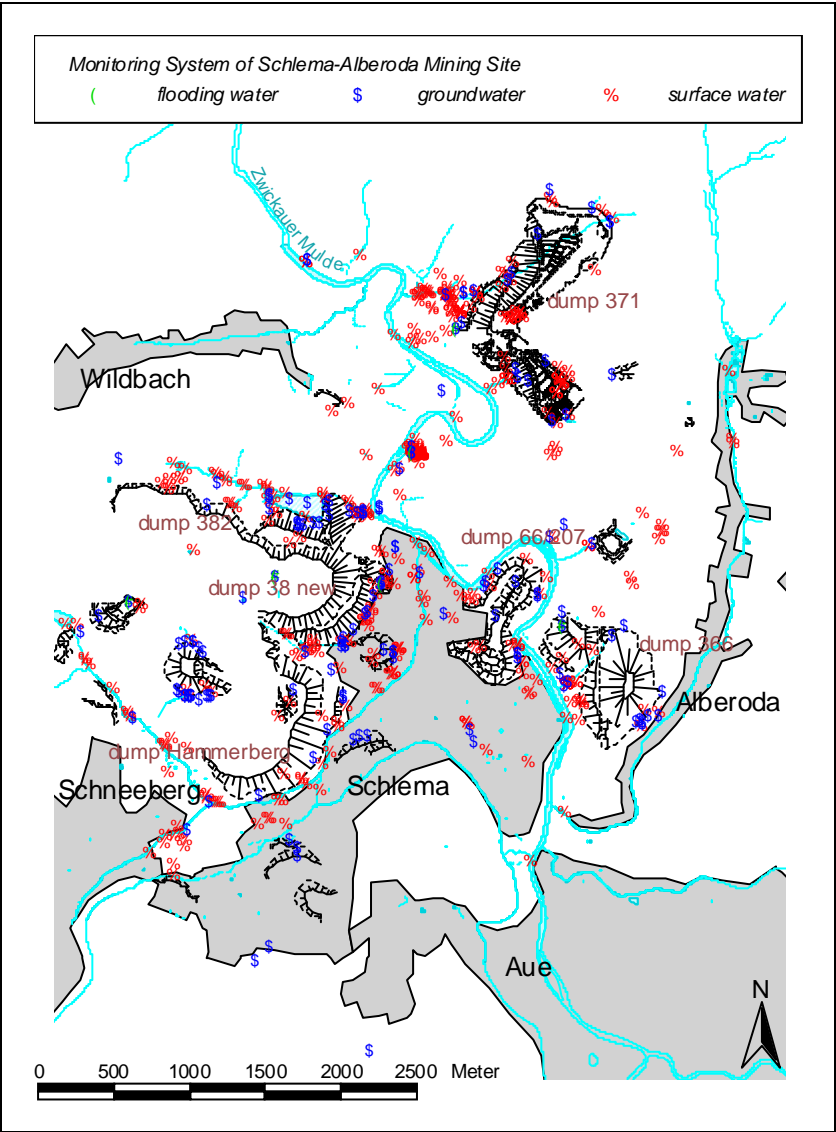 Monitoring System of Schlema-Alberoda Mining Site
( flooding water $ groundwater % surface water
Zwickauer Mulde
dump 371
Wildbach
dump 382
dump 66/207
dump 38 new
dump 366
Alberoda
dump Hammerberg
Schneeberg
Schlema
Aue
N
0 500 1000 1500 2000 2500 Meter